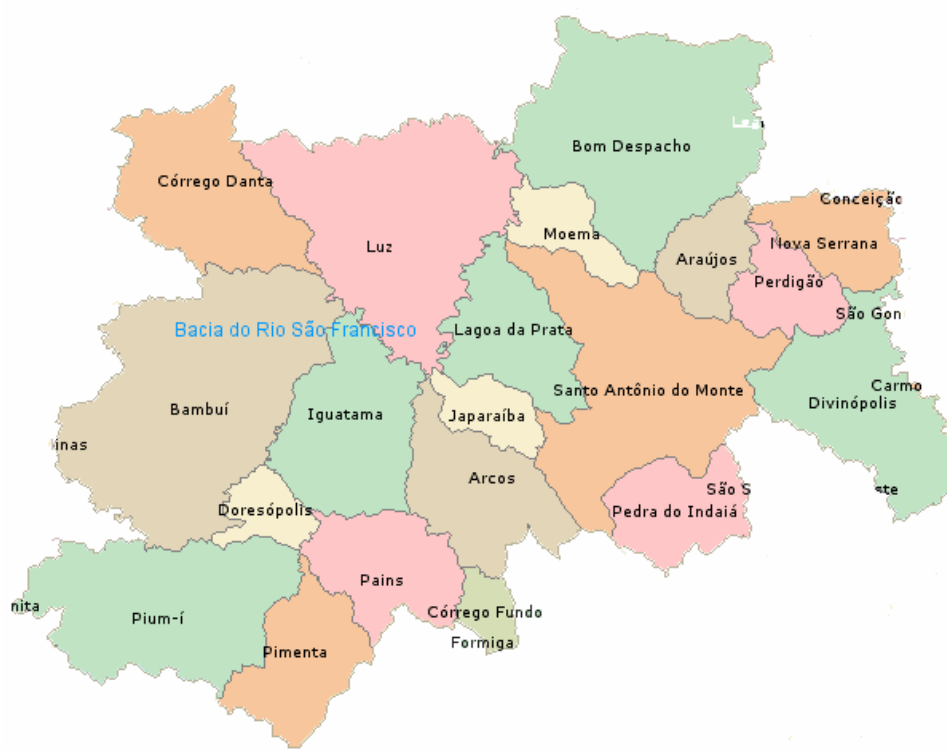 Bom Despacho
Córrego Danta
Conceição
Moema
Nova Serrana
Luz
Araújos
Perdigão
São Gon
Bacia do Rio São Francisco
Lagoa da Prata
Carmo
Santo Antônio do Monte
Divinópolis
Bambuí
Iguatama
Japaraíba
inas
Arcos
São S
ste
Doresópolis
Pedra do Indaiá
Pains
nita
Córrego Fundo
Pium-í
Formiga
Pimenta